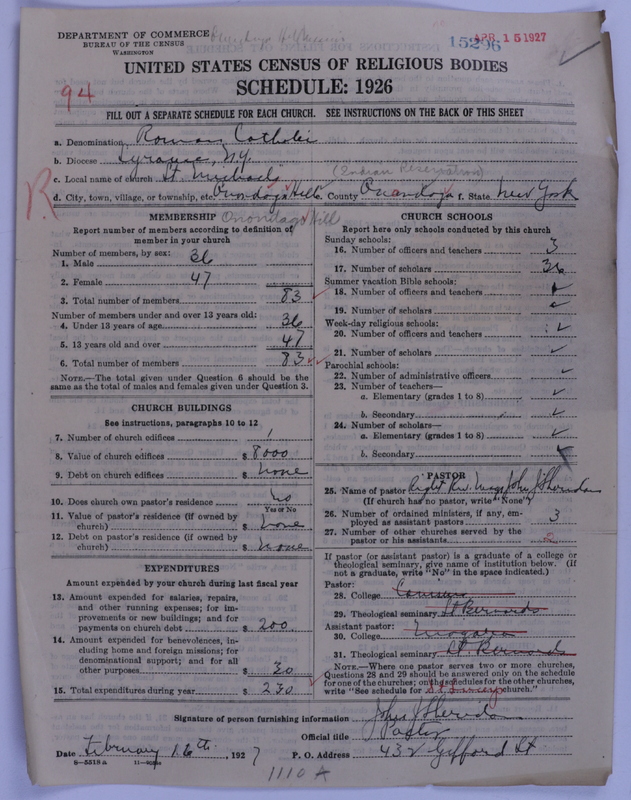 DEPARTMENT OF COMMERCE
BUREAU OF THE CENSUS
WASHINGTON
15296
APR. 15 1927
UNITED STATES CENSUS OF RELIGIOUS BODIES
SCHEDULE: 1926
94
FILL OUT A SEPARATE SCHEDULE FOR EACH CHURCH. SEE INSTRUCTIONS ON THE BACK OF THIS SHEET
a. Denomination Roman Catholic
b. Diocese Syracuse, N.Y.
c. Local name of church St Michaels (Indian Reservation)
d. City, town, village, or township, etc. Onondaga Hill e. County Onondaga f. State New York
R
MEMBERSHIP Onondaga Hill
Report number of members according to definition of member in your church
Number of members, by sex:
1. Male 36
2. Female 47
3. Total number of members 83
Number of members under and over 13 years old:
4. Under 13 years of age 36
5. 13 years old and over 47
6. Total number of members 83
NOTE.—The total given under Question 6 should be the same as the total of males and females given under Question 3.
CHURCH BUILDINGS
See instructions, paragraphs 10 to 12
7. Number of church edifices 1
8. Value of church edifices $ 8000
9. Debt on church edifices $ none
10. Does church own pastor's residence No
Yes or No
11. Value of pastor's residence (if owned by church) $ none
12. Debt on pastor's residence (if owned by church) $ none
EXPENDITURES
Amount expended by your church during last fiscal year
13. Amount expended for salaries, repairs, and other running expenses; for improvements or new buildings; and for payments on church debt $ 200
14. Amount expended for benevolences, including home and foreign missions; for denominational support; and for all other purposes $ 30
15. Total expenditures during year $ 230
CHURCH SCHOOLS
Report here only schools conducted by this church
Sunday schools:
16. Number of officers and teachers 3
17. Number of scholars 36
Summer vacation Bible schools:
18. Number of officers and teachers
19. Number of scholars
Week-day religious schools:
20. Number of officers and teachers
21. Number of scholars
Parochial schools:
22. Number of administrative officers
23. Number of teachers—
a. Elementary (grades 1 to 8)
b. Secondary
24. Number of scholars—
a. Elementary (grades 1 to 8)
b. Secondary
PASTOR
25. Name of pastor Right Rev. Msgr John J Sheridan
(If church has no pastor, write "None")
26. Number of ordained ministers, if any, employed as assistant pastors 3
27. Number of other churches served by the pastor or his assistants
If pastor (or assistant pastor) is a graduate of a college or theological seminary, give name of institution below. (if not a graduate, write "No" in the space indicated.)
Pastor:
28. College Canisius
29. Theological seminary St Bernards
Assistant pastor:
30. College Niagara
31. Theological seminary St. Bernards
NOTE.—Where one pastor serves two or more churches, Questions 28 and 29 should be answered only on the schedule for one of the churches; on the schedules for the other churches, write "See schedule for church."
Signature of person furnishing information John J Sheridan
Official title Pastor
Date February 16th, 1927 P. O. Address 432 Gifford St
8—5518 a
1110 A